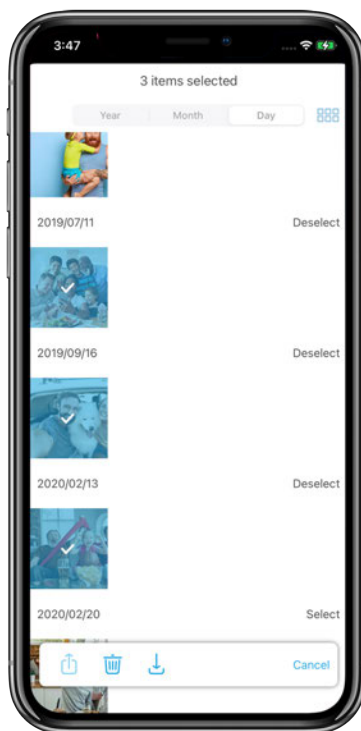 3:47
3 items selected
Year Month Day
2019/07/11 Deselect
2019/09/16 Deselect
2020/02/13 Deselect
2020/02/20 Select
Cancel